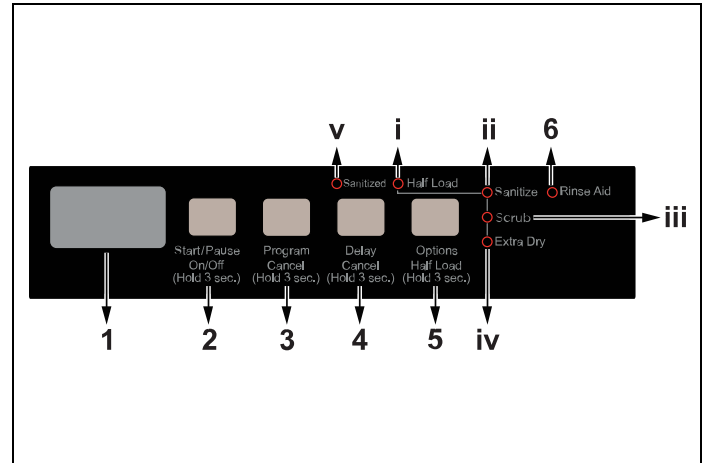 v i ii 6
Sanitized Half Load
Sanitize Rinse Aid
Scrub iii
Extra Dry
Start/Pause
On/Off
(Hold 3 sec.)
Program
Cancel
(Hold 3 sec.)
Delay
Cancel
(Hold 3 sec.)
Options
Half Load
(Hold 3 sec.)
1 2 3 4 5 iv